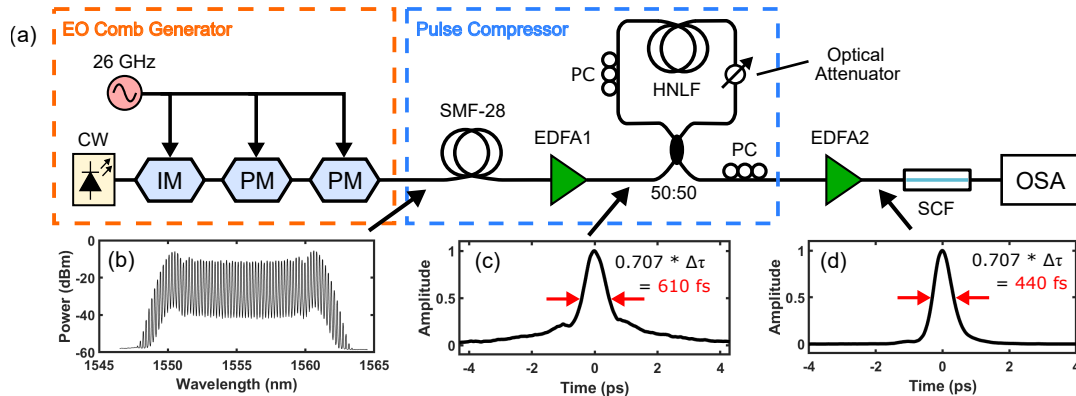 (a)
EO Comb Generator
26 GHz
CW
IM
PM
PM
Pulse Compressor
SMF-28
EDFA1
PC
HNLF
Optical
Attenuator
50:50
PC
EDFA2
SCF
OSA
(b)
Power (dBm)
0
-20
-40
-60
1545
1550
1555
1560
1565
Wavelength (nm)
(c)
0.707 * Δτ
= 610 fs
Amplitude
1
0.5
0
-4
-2
0
2
4
Time (ps)
(d)
0.707 * Δτ
= 440 fs
Amplitude
1
0.5
0
-4
-2
0
2
4
Time (ps)